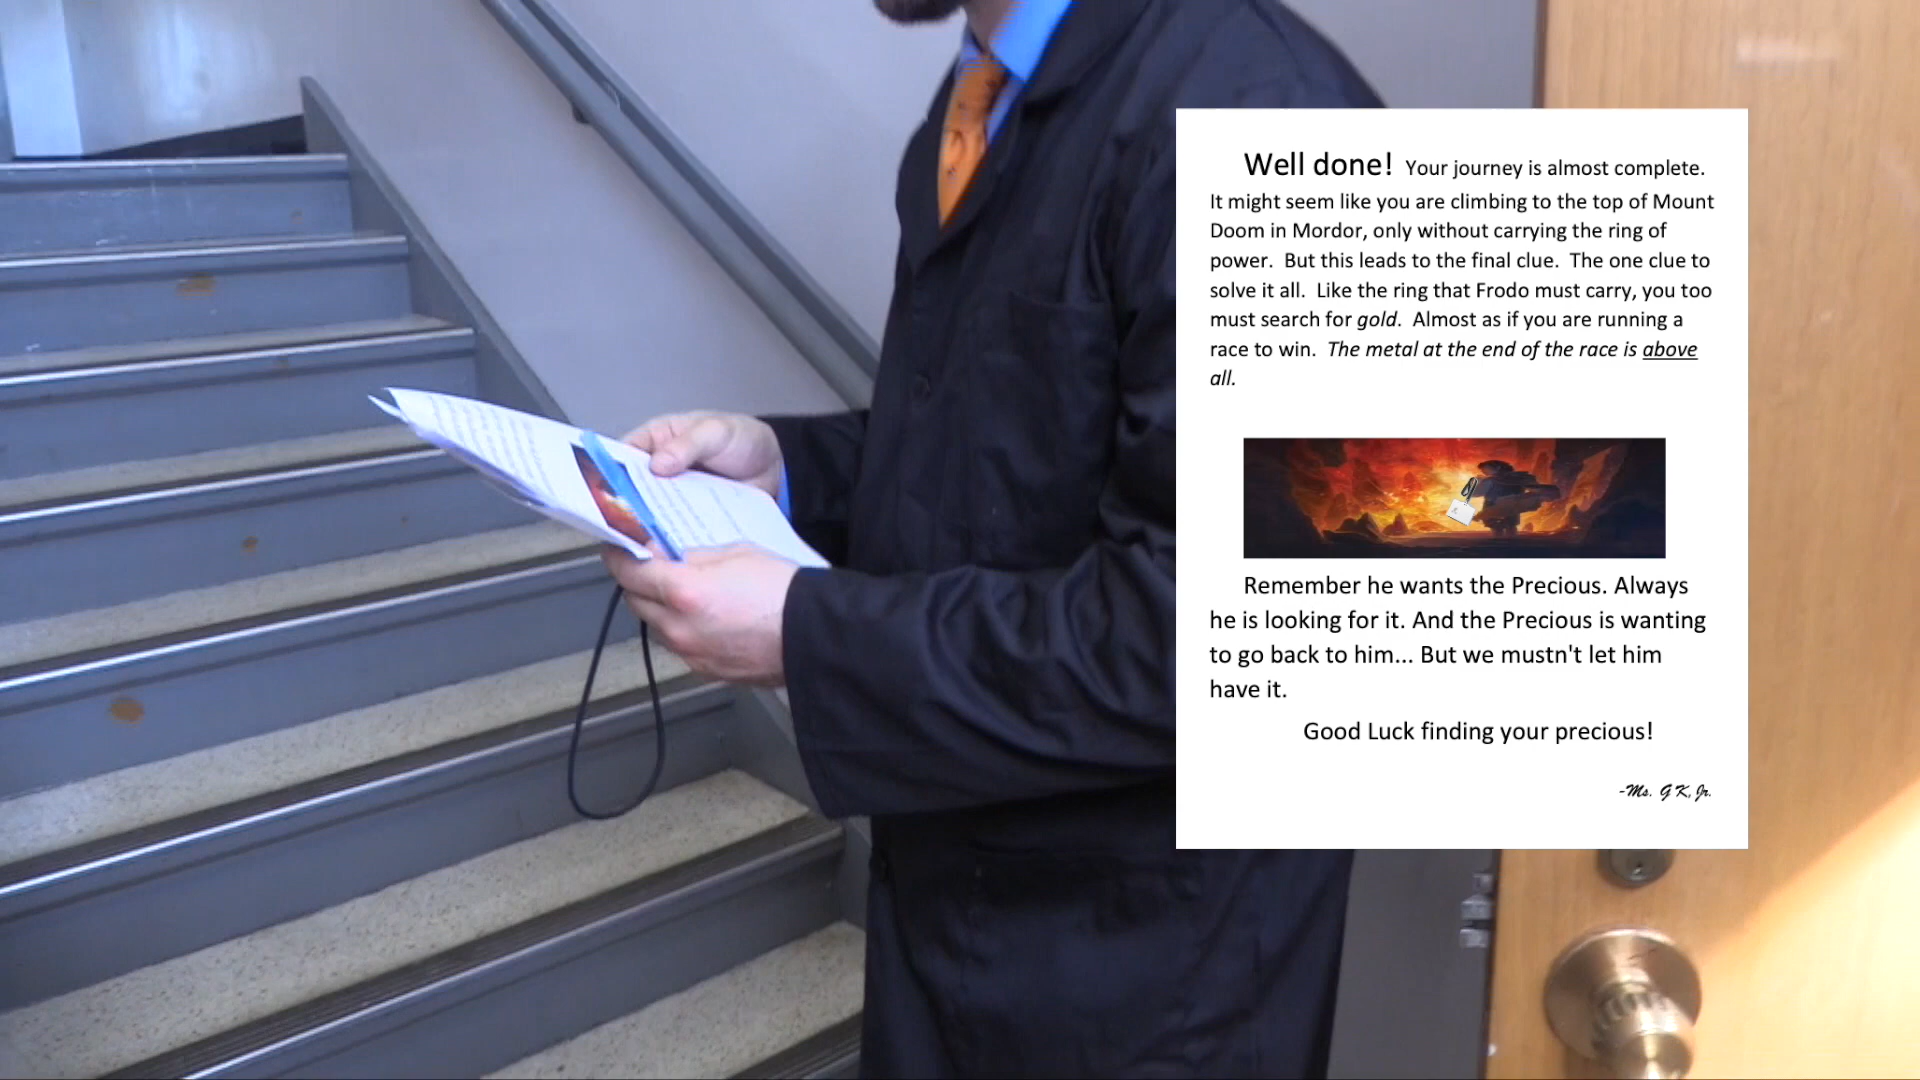 Well done! Your journey is almost complete.
It might seem like you are climbing to the top of Mount
Doom in Mordor, only without carrying the ring of
power. But this leads to the final clue. The one clue to
solve it all. Like the ring that Frodo must carry, you too
must search for gold. Almost as if you are running a
race to win. The metal at the end of the race is above
all.
Remember he wants the Precious. Always
he is looking for it. And the Precious is wanting
to go back to him... But we mustn't let him
have it.
Good Luck finding your precious!
-Ms. G K, Jr.